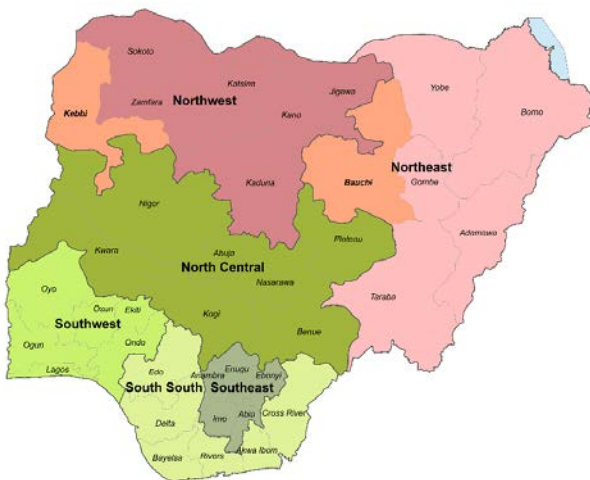 Sokoto
Katsina
Yobe
Jigawa
Borno
Kebbi
Zamfara
Northwest
Kano
Northeast
Kaduna
Bauchi
Gombe
Niger
Adamawa
Plateau
Kwara
Abuja
North Central
Nasarawa
Oyo
Taraba
Osun
Ekiti
Kogi
Southwest
Benue
Ogun
Ondo
Lagos
Edo
Anambra
Enugu
Ebonyi
South South
Southeast
Delta
Imo
Abia
Cross River
Bayelsa
Rivers
Akwa Ibom